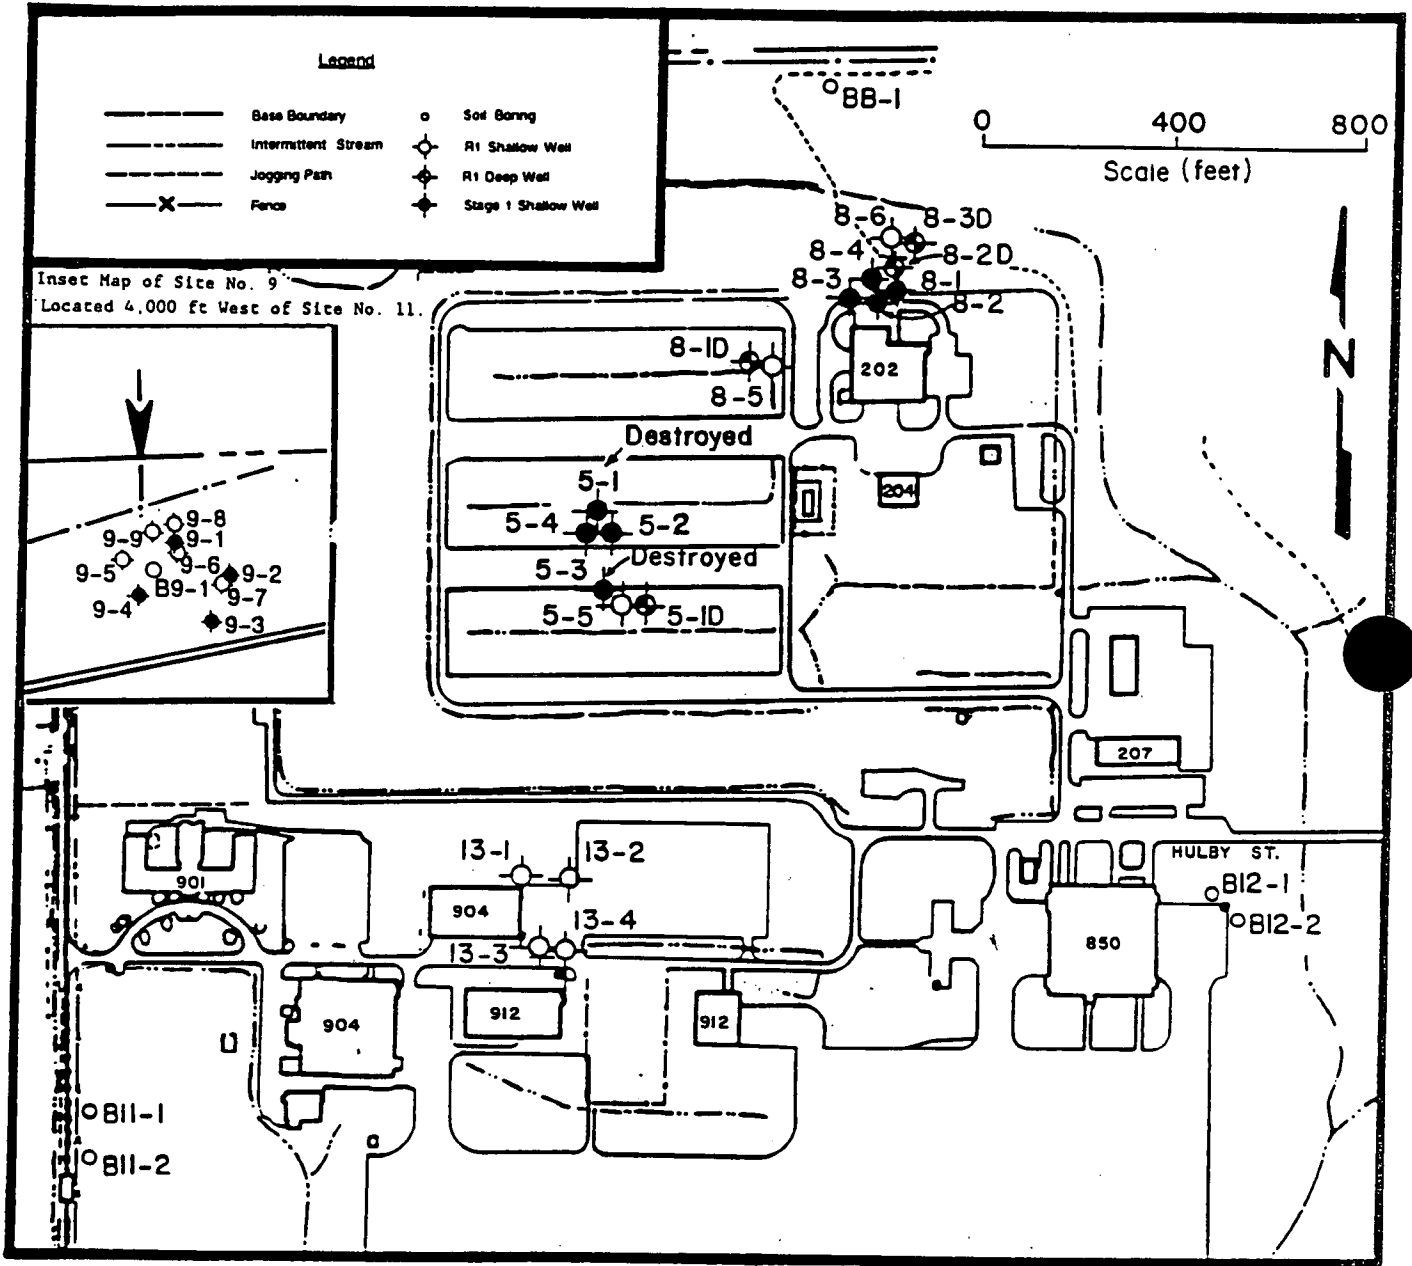 Legend
Base Boundary
Soil Boring
Intermittent Stream
R1 Shallow Well
Jogging Path
R1 Deep Well
Fence
Stage 1 Shallow Well
BB-1
0 400 800
Scale (feet)
N
8-6
8-3D
8-4
8-2D
8-3
8-1
8-2
Inset Map of Site No. 9
Located 4,000 ft West of Site No. 11.
8-1D
8-5
202
Destroyed
5-1
204
5-4
5-2
Destroyed
5-3
5-5
5-1D
9-8
9-9
9-1
9-5
9-6
9-2
B9-1
9-7
9-4
9-3
207
HULBY ST.
13-1
13-2
901
904
B12-1
B12-2
13-4
13-3
850
904
912
912
B11-1
B11-2